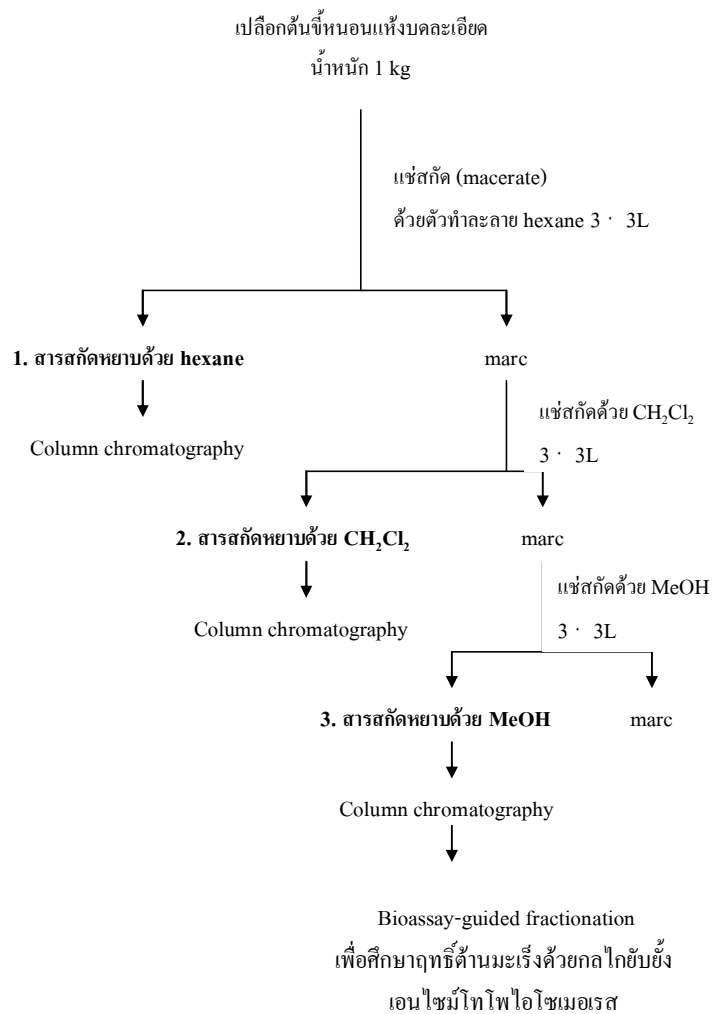 เปลือกต้นขี้หนอนแห้งบดละเอียด
น้ำหนัก 1 kg
แช่สกัด (macerate)
ด้วยตัวทำละลาย hexane 3 · 3L
1. สารสกัดหยาบด้วย hexane
marc
Column chromatography
แช่สกัดด้วย CH₂Cl₂
3 · 3L
2. สารสกัดหยาบด้วย CH₂Cl₂
marc
Column chromatography
แช่สกัดด้วย MeOH
3 · 3L
3. สารสกัดหยาบด้วย MeOH
marc
Column chromatography
Bioassay-guided fractionation
เพื่อศึกษาฤทธิ์ต้านมะเร็งด้วยกลไกยับยั้ง
เอนไซม์โทโพไอโซเมอเรส